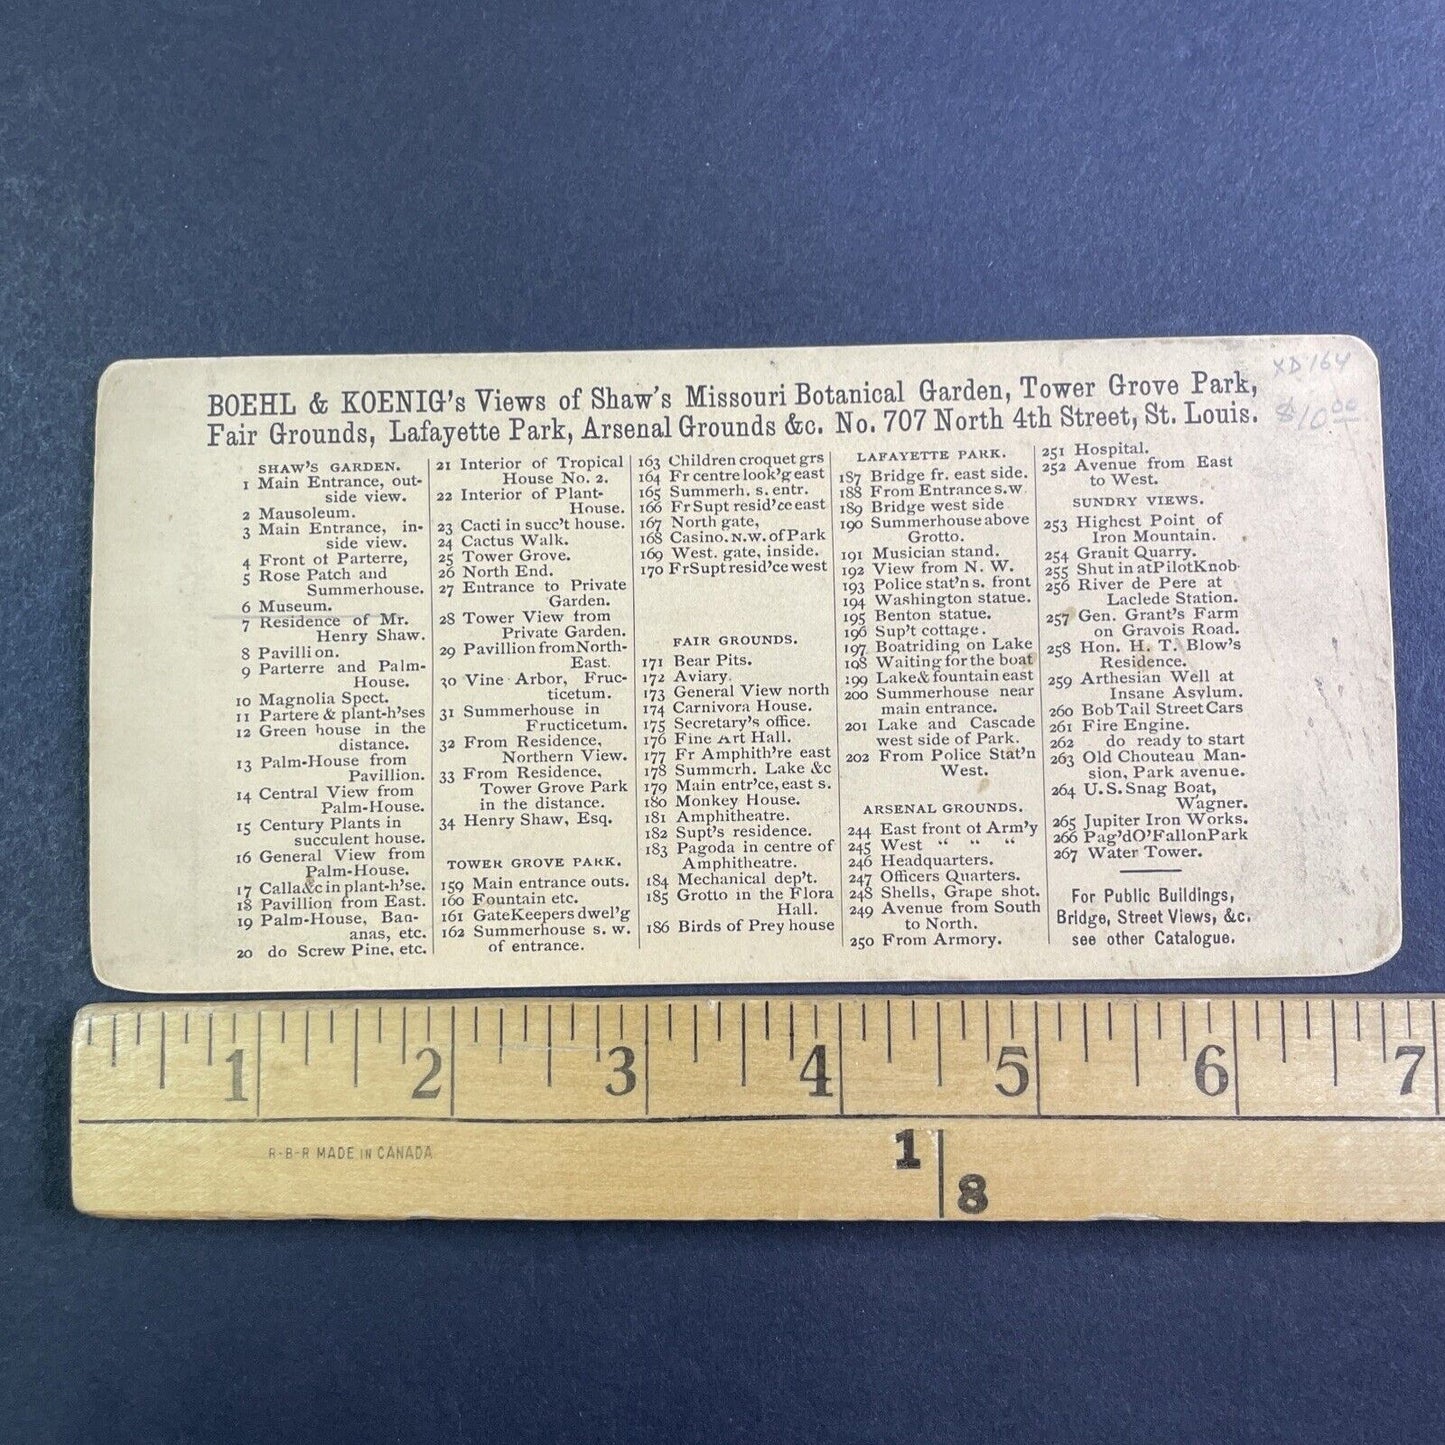 XD164
$10.00
BOEHL & KOENIG's Views of Shaw's Missouri Botanical Garden, Tower Grove Park,
Fair Grounds, Lafayette Park, Arsenal Grounds &c. No. 707 North 4th Street, St. Louis.
SHAW'S GARDEN.
1 Main Entrance, out-
side view.
2 Mausoleum.
3 Main Entrance, in-
side view.
4 Front of Parterre,
5 Rose Patch and
Summerhouse.
6 Museum.
7 Residence of Mr.
Henry Shaw.
8 Pavillion.
9 Parterre and Palm-
House.
10 Magnolia Spect.
11 Partere & plant-h'ses
12 Green house in the
distance.
13 Palm-House from
Pavillion.
14 Central View from
Palm-House.
15 Century Plants in
succulent house.
16 General View from
Palm-House.
17 Calla&c in plant-h'se.
18 Pavillion from East.
19 Palm-House, Ban-
anas, etc.
20 do Screw Pine, etc.
21 Interior of Tropical
House No. 2.
22 Interior of Plant-
House.
23 Cacti in succ't house.
24 Cactus Walk.
25 Tower Grove.
26 North End.
27 Entrance to Private
Garden.
28 Tower View from
Private Garden.
29 Pavillion from North-
East.
30 Vine Arbor, Fruc-
ticetum.
31 Summerhouse in
Fructicetum.
32 From Residence,
Northern View.
33 From Residence,
Tower Grove Park
in the distance.
34 Henry Shaw, Esq.
TOWER GROVE PARK.
159 Main entrance outs.
160 Fountain etc.
161 GateKeepers dwel'g
162 Summerhouse s. w.
of entrance.
163 Children croquet grs
164 Fr centre look'g east
165 Summerh. s. entr.
166 Fr Supt resid'ce east
167 North gate,
168 Casino. N.w. of Park
169 West. gate, inside.
170 Fr Supt resid'ce west
FAIR GROUNDS.
171 Bear Pits.
172 Aviary.
173 General View north
174 Carnivora House.
175 Secretary's office.
176 Fine Art Hall.
177 Fr Amphith're east
178 Summerh. Lake &c
179 Main entr'ce, east s.
180 Monkey House.
181 Amphitheatre.
182 Supt's residence.
183 Pagoda in centre of
Amphitheatre.
184 Mechanical dep't.
185 Grotto in the Flora
Hall.
186 Birds of Prey house
LAFAYETTE PARK.
187 Bridge fr. east side.
188 From Entrance s.w.
189 Bridge west side
190 Summerhouse above
Grotto.
191 Musician stand.
192 View from N. W.
193 Police stat'n s. front
194 Washington statue.
195 Benton statue.
196 Sup't cottage.
197 Boatriding on Lake
198 Waiting for the boat
199 Lake & fountain east
200 Summerhouse near
main entrance.
201 Lake and Cascade
west side of Park.
202 From Police Stat'n
West.
ARSENAL GROUNDS.
244 East front of Arm'y
245 West " " "
246 Headquarters.
247 Officers Quarters.
248 Shells, Grape shot.
249 Avenue from South
to North.
250 From Armory.
251 Hospital.
252 Avenue from East
to West.
SUNDRY VIEWS.
253 Highest Point of
Iron Mountain.
254 Granit Quarry.
255 Shut in at Pilot Knob
256 River de Pere at
Laclede Station.
257 Gen. Grant's Farm
on Gravois Road.
258 Hon. H. T. Blow's
Residence.
259 Arthesian Well at
Insane Asylum.
260 Bob Tail Street Cars
261 Fire Engine.
262 do ready to start
263 Old Chouteau Man-
sion, Park avenue.
264 U. S. Snag Boat,
Wagner.
265 Jupiter Iron Works.
266 Pag'd O'Fallon Park
267 Water Tower.
For Public Buildings,
Bridge, Street Views, &c.
see other Catalogue.
1 2 3 4 5 6 7
R-B-R MADE IN CANADA
1
8